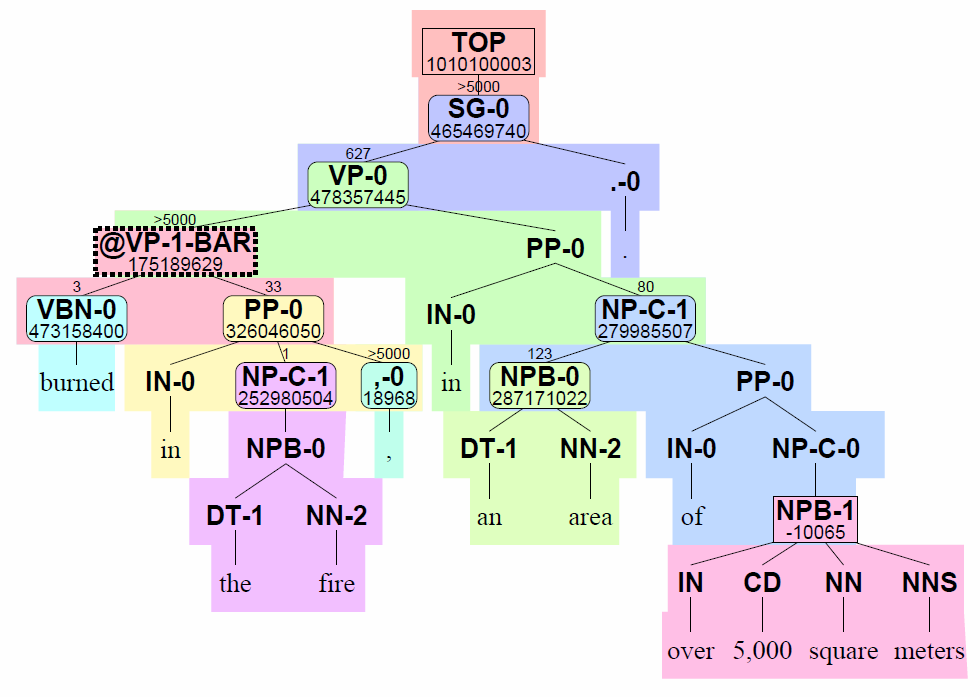 TOP
1010100003
>5000
SG-0
465469740
627
VP-0
478357445
.-0
>5000
@VP-1-BAR
175189629
PP-0
.
3
33
80
VBN-0
473158400
PP-0
326046050
IN-0
NP-C-1
279985507
1
>5000
123
burned
IN-0
NP-C-1
252980504
,-0
18968
in
NPB-0
287171022
PP-0
in
NPB-0
,
DT-1
NN-2
IN-0
NP-C-0
DT-1
NN-2
an
area
of
NPB-1
-10065
the
fire
IN
CD
NN
NNS
over
5,000
square
meters